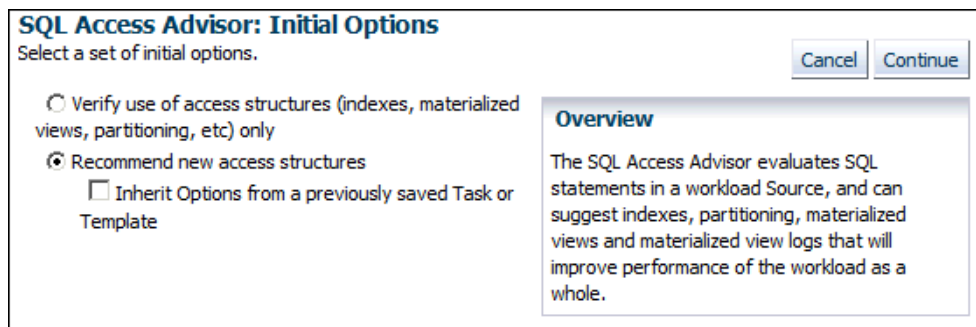 SQL Access Advisor: Initial Options
Select a set of initial options.
Cancel
Continue
Verify use of access structures (indexes, materialized
views, partitioning, etc) only
Recommend new access structures
Inherit Options from a previously saved Task or
Template
Overview
The SQL Access Advisor evaluates SQL
statements in a workload Source, and can
suggest indexes, partitioning, materialized
views and materialized view logs that will
improve performance of the workload as a
whole.